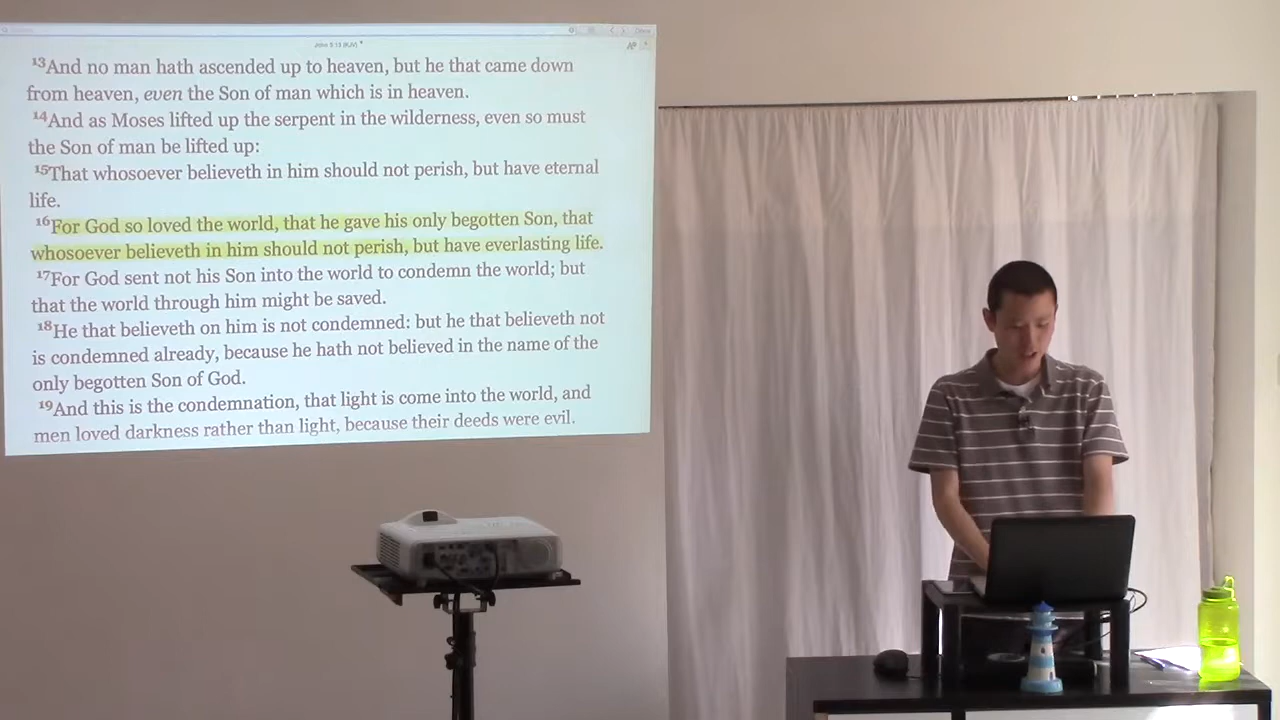 John 3:13 (KJV)
13And no man hath ascended up to heaven, but he that came down
from heaven, even the Son of man which is in heaven.
14And as Moses lifted up the serpent in the wilderness, even so must
the Son of man be lifted up:
15That whosoever believeth in him should not perish, but have eternal
life.
16For God so loved the world, that he gave his only begotten Son, that
whosoever believeth in him should not perish, but have everlasting life.
17For God sent not his Son into the world to condemn the world; but
that the world through him might be saved.
18He that believeth on him is not condemned: but he that believeth not
is condemned already, because he hath not believed in the name of the
only begotten Son of God.
19And this is the condemnation, that light is come into the world, and
men loved darkness rather than light, because their deeds were evil.